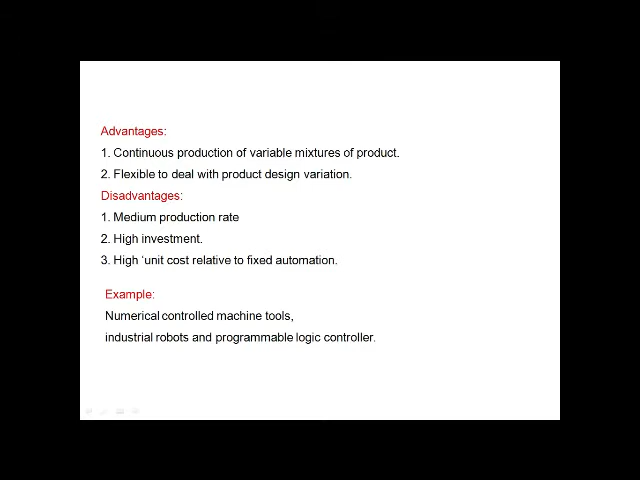 Advantages:
1. Continuous production of variable mixtures of product.
2. Flexible to deal with product design variation.
Disadvantages:
1. Medium production rate
2. High investment.
3. High ‘unit cost relative to fixed automation.
Example:
Numerical controlled machine tools,
industrial robots and programmable logic controller.